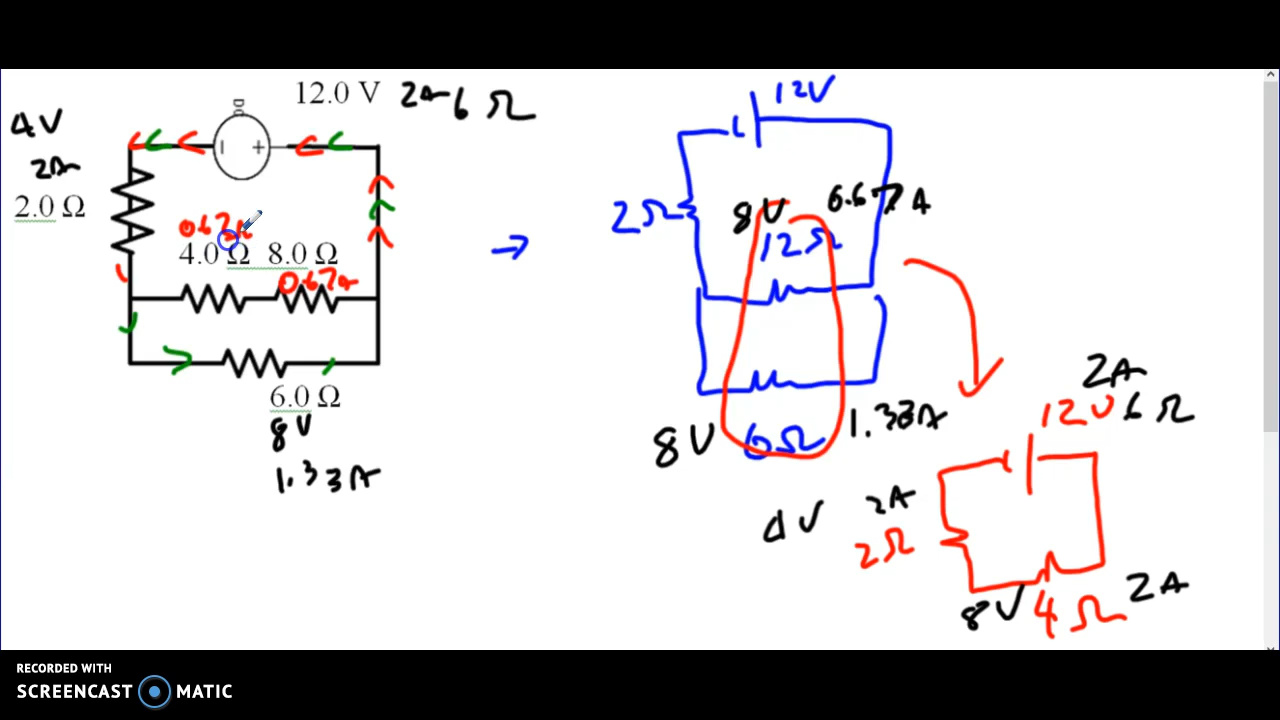 12.0 V 2A 6 Ω
DC
4V
2A
2.0 Ω
0.67A
4.0 Ω 8.0 Ω
0.67A
6.0 Ω
8V
1.33A
12V
2Ω
8V 0.67A
12Ω
8V 6Ω 1.33A
2A
12V 6Ω
4V 2A
2Ω
8V 4Ω 2A
RECORDED WITH
SCREENCAST MATIC